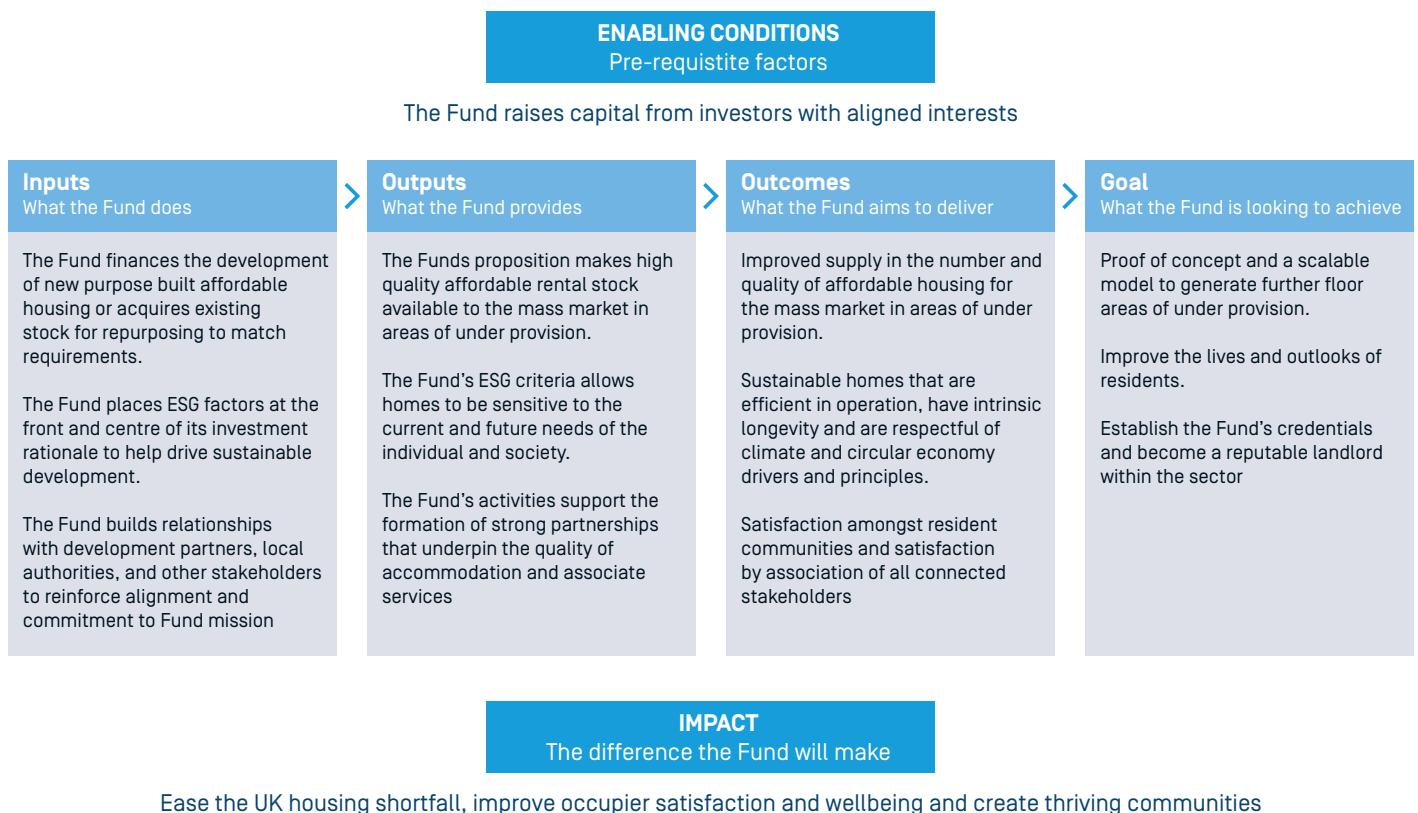 ENABLING CONDITIONS
Pre-requistite factors
The Fund raises capital from investors with aligned interests
Inputs
What the Fund does
The Fund finances the development
of new purpose built affordable
housing or acquires existing
stock for repurposing to match
requirements.
The Fund places ESG factors at the
front and centre of its investment
rationale to help drive sustainable
development.
The Fund builds relationships
with development partners, local
authorities, and other stakeholders
to reinforce alignment and
commitment to Fund mission
Outputs
What the Fund provides
The Funds proposition makes high
quality affordable rental stock
available to the mass market in
areas of under provision.
The Fund's ESG criteria allows
homes to be sensitive to the
current and future needs of the
individual and society.
The Fund's activities support the
formation of strong partnerships
that underpin the quality of
accommodation and associate
services
Outcomes
What the Fund aims to deliver
Improved supply in the number and
quality of affordable housing for
the mass market in areas of under
provision.
Sustainable homes that are
efficient in operation, have intrinsic
longevity and are respectful of
climate and circular economy
drivers and principles.
Satisfaction amongst resident
communities and satisfaction
by association of all connected
stakeholders
Goal
What the Fund is looking to achieve
Proof of concept and a scalable
model to generate further floor
areas of under provision.
Improve the lives and outlooks of
residents.
Establish the Fund's credentials
and become a reputable landlord
within the sector
IMPACT
The difference the Fund will make
Ease the UK housing shortfall, improve occupier satisfaction and wellbeing and create thriving communities